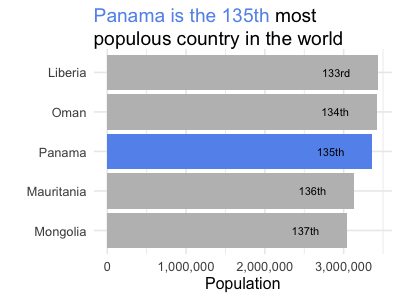 Panama is the 135th most
populous country in the world
Liberia
133rd
Oman
134th
Panama
135th
Mauritania
136th
Mongolia
137th
0
1,000,000
2,000,000
3,000,000
Population